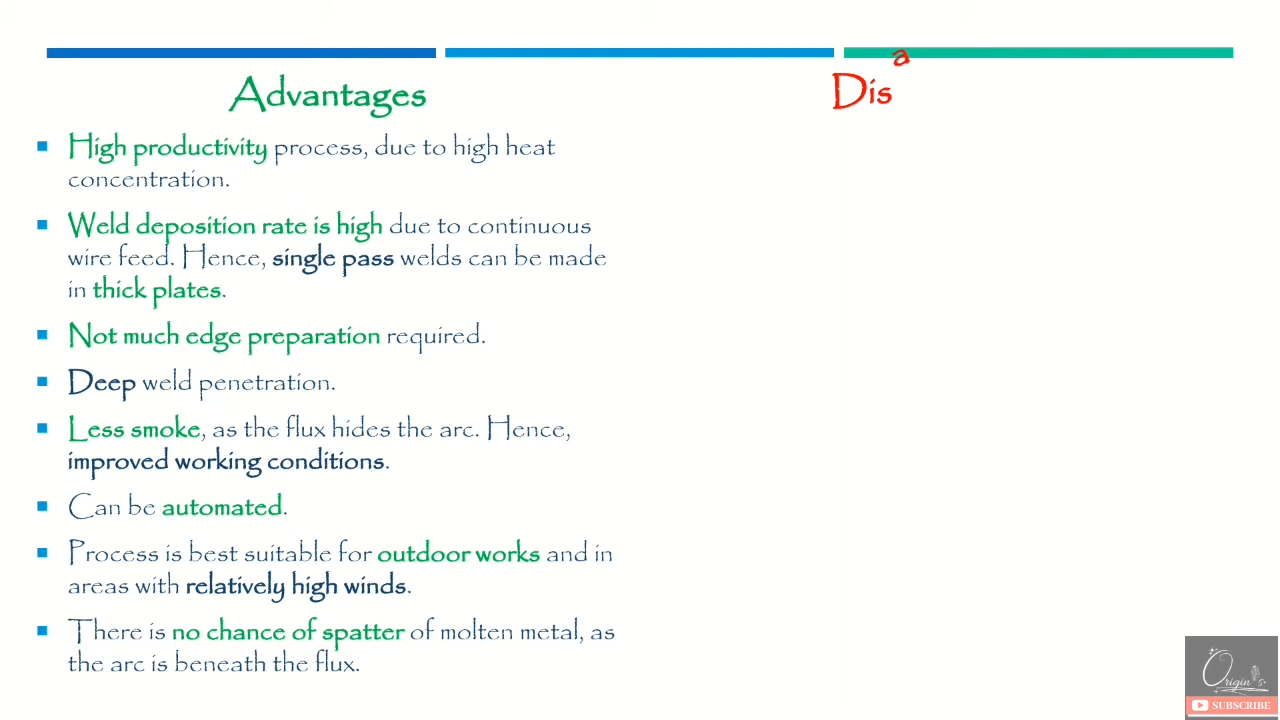 Advantages
High productivity process, due to high heat
concentration.
Weld deposition rate is high due to continuous
wire feed. Hence, single pass welds can be made
in thick plates.
Not much edge preparation required.
Deep weld penetration.
Less smoke, as the flux hides the arc. Hence,
improved working conditions.
Can be automated.
Process is best suitable for outdoor works and in
areas with relatively high winds.
There is no chance of spatter of molten metal, as
the arc is beneath the flux.
Disa
Origin's
SUBSCRIBE